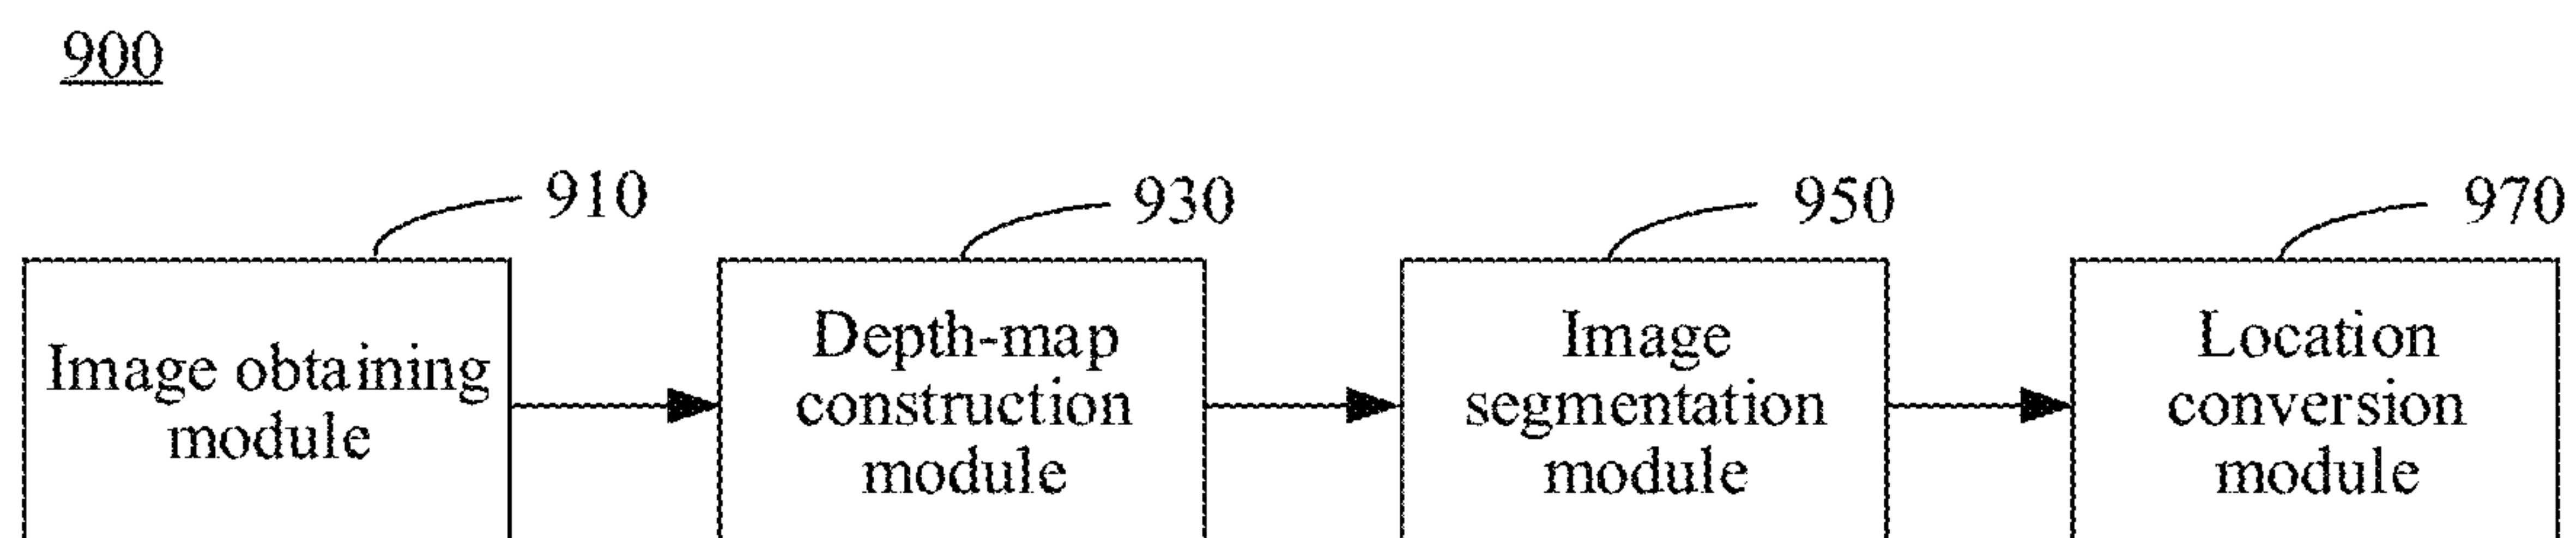 900
910
930
950
970
Image obtaining
module
Depth-map
construction
module
Image
segmentation
module
Location
conversion
module